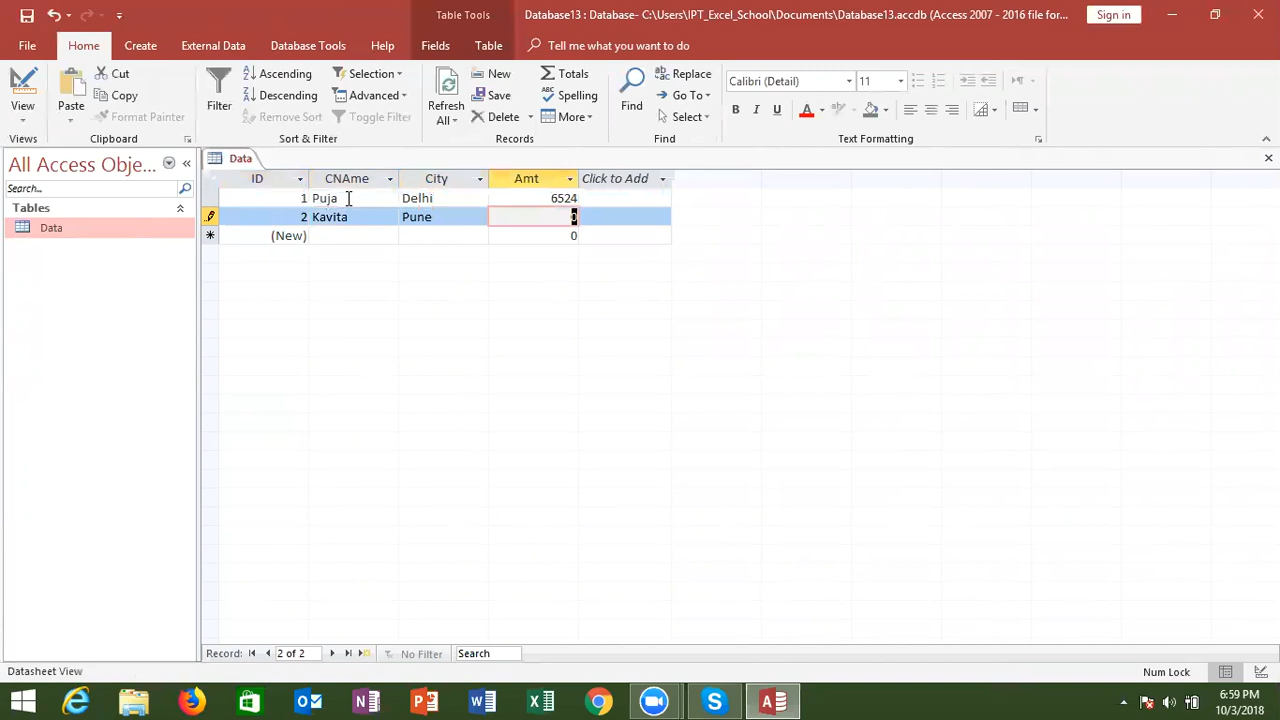 Table Tools
Database13 : Database- C:\Users\IPT_Excel_School\Documents\Database13.accdb (Access 2007 - 2016 file for...
Sign in
File Home Create External Data Database Tools Help Fields Table Tell me what you want to do
View
Views
Paste
Cut
Copy
Format Painter
Clipboard
Filter
Ascending
Descending
Remove Sort
Selection
Advanced
Toggle Filter
Sort & Filter
Refresh
All
New
Save
Delete
Totals
Spelling
More
Records
Find
Replace
Go To
Select
Find
Calibri (Detail) 11
B I U A
Text Formatting
All Access Obje...
Search...
Tables
Data
Data
ID CName City Amt Click to Add
1 Puja Delhi 6524
2 Kavita Pune 0
(New) 0
Record: 2 of 2 No Filter Search
Datasheet View
Num Lock
6:59 PM
10/3/2018